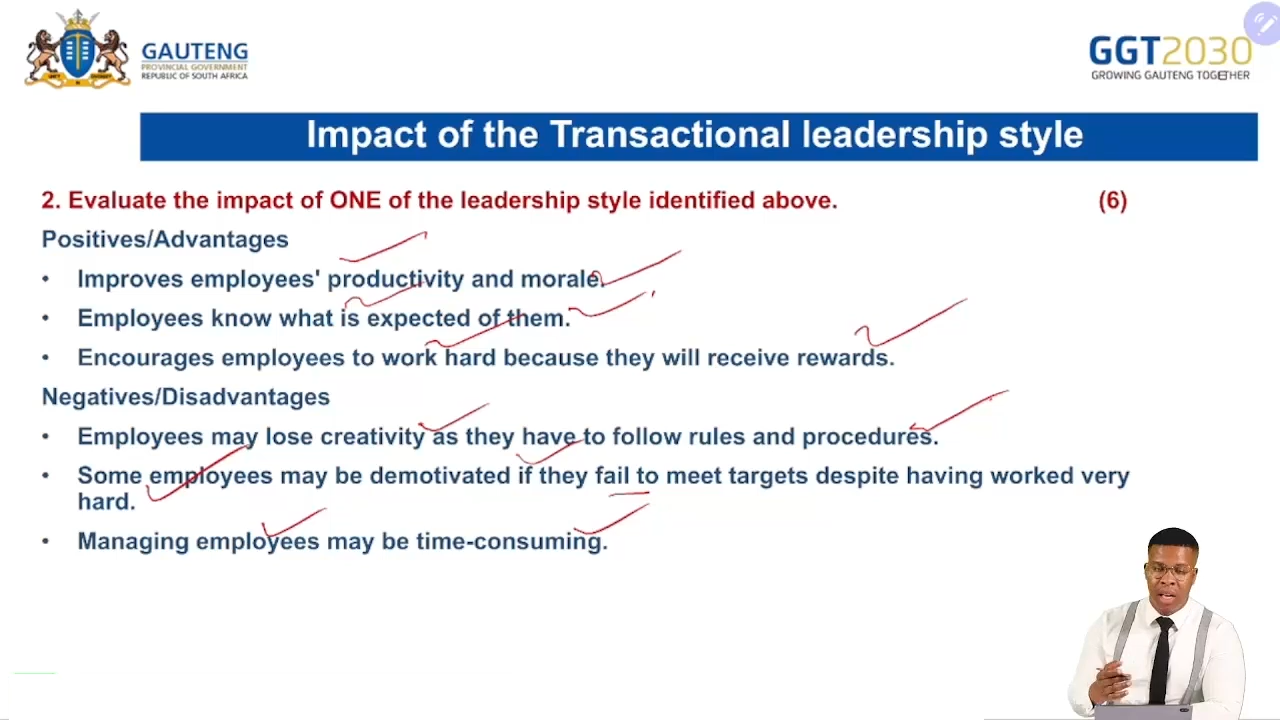 GAUTENG
PROVINCIAL GOVERNMENT
REPUBLIC OF SOUTH AFRICA
GGT2030
GROWING GAUTENG TOGETHER
Impact of the Transactional leadership style
2. Evaluate the impact of ONE of the leadership style identified above. (6)
Positives/Advantages
• Improves employees' productivity and morale.
• Employees know what is expected of them.
• Encourages employees to work hard because they will receive rewards.
Negatives/Disadvantages
• Employees may lose creativity as they have to follow rules and procedures.
• Some employees may be demotivated if they fail to meet targets despite having worked very
hard.
• Managing employees may be time-consuming.